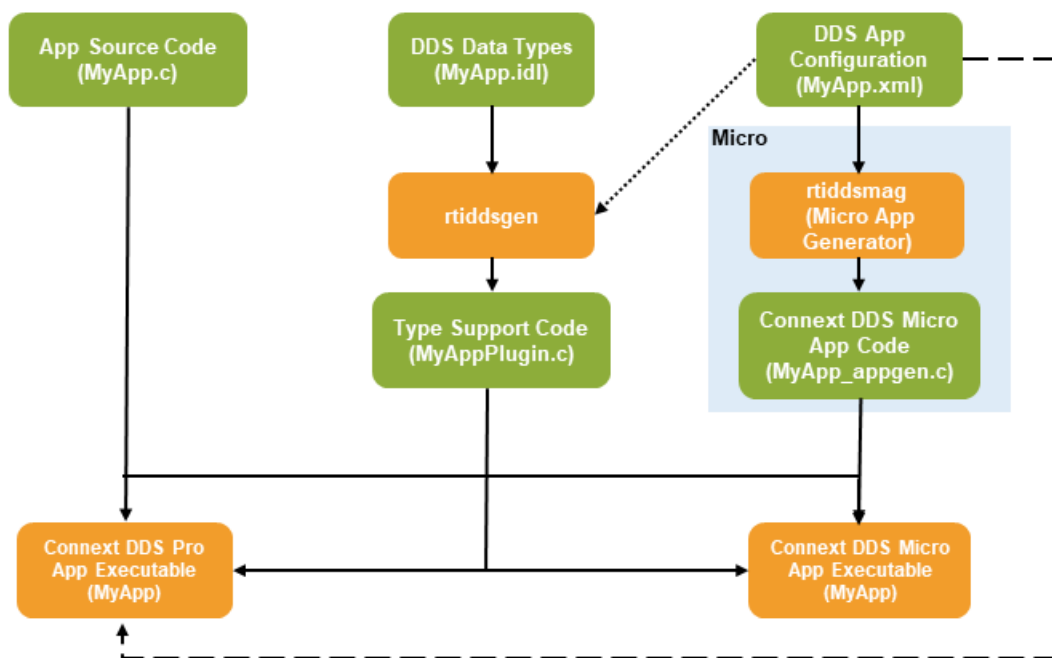 App Source Code
(MyApp.c)
DDS Data Types
(MyApp.idl)
DDS App
Configuration
(MyApp.xml)
Micro
rtiddsgen
rtiddsmag
(Micro App
Generator)
Type Support Code
(MyAppPlugin.c)
Connext DDS Micro
App Code
(MyApp_appgen.c)
Connext DDS Pro
App Executable
(MyApp)
Connext DDS Micro
App Executable
(MyApp)